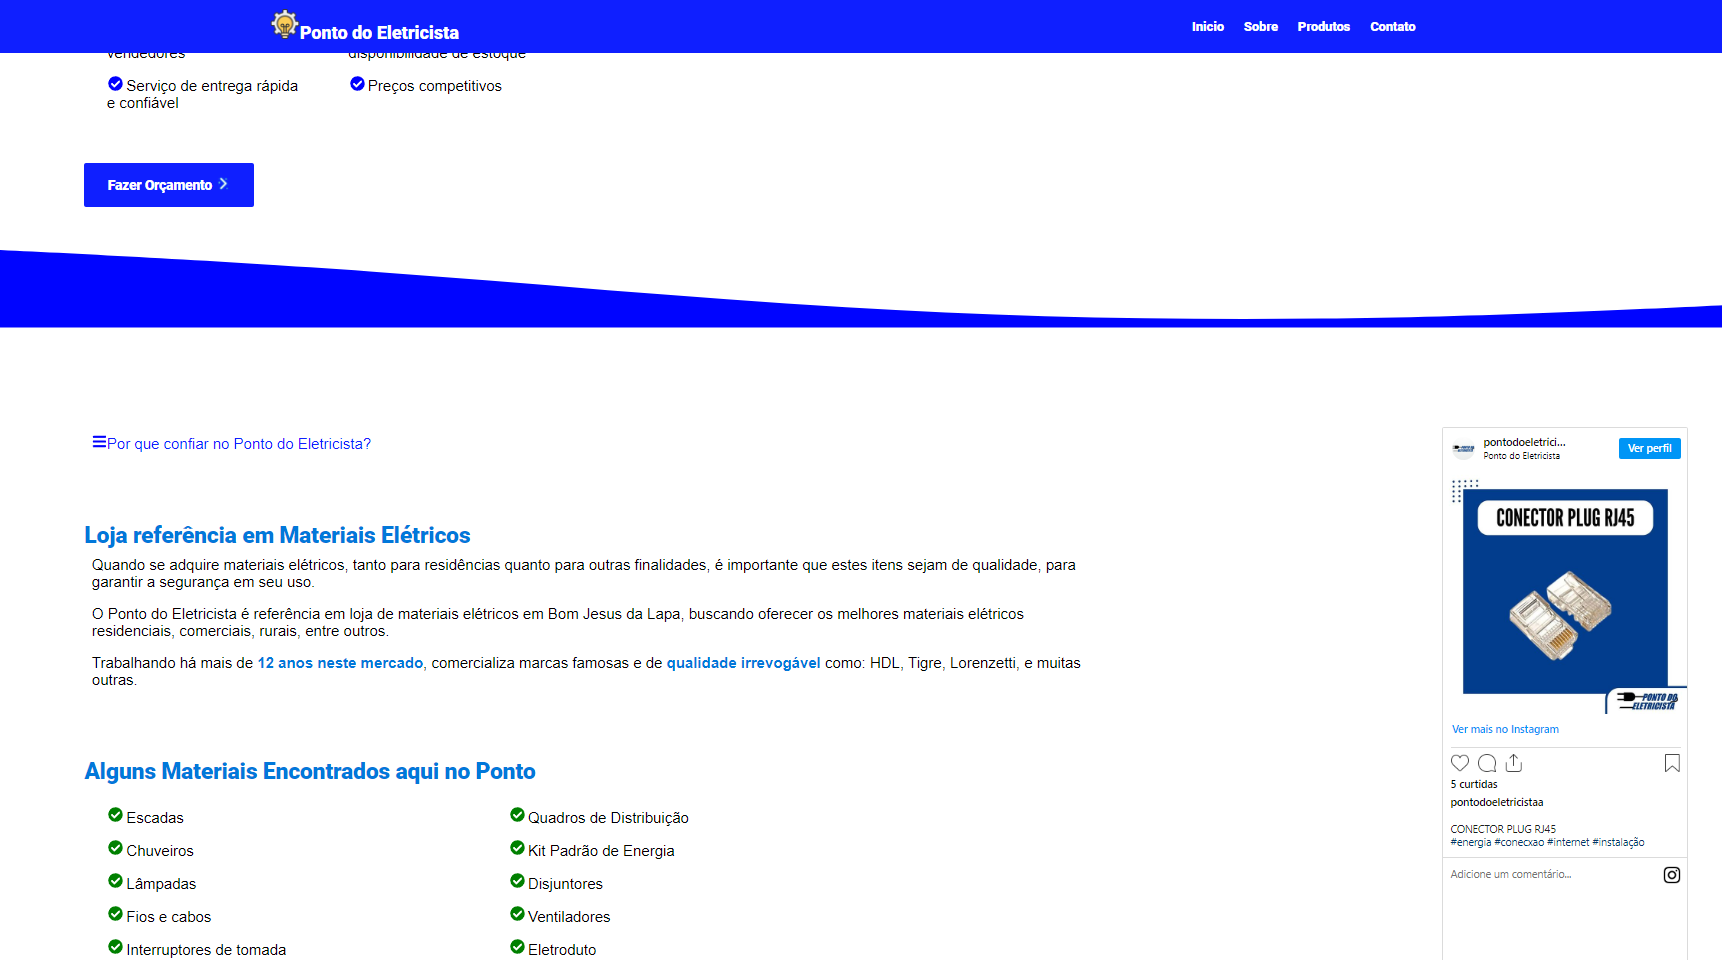 Ponto do Eletricista
Inicio
Sobre
Produtos
Contato
vendedores
disponibilidade de estoque
Serviço de entrega rápida
e confiável
Preços competitivos
Fazer Orçamento
Por que confiar no Ponto do Eletricista?
Loja referência em Materiais Elétricos
Quando se adquire materiais elétricos, tanto para residências quanto para outras finalidades, é importante que estes itens sejam de qualidade, para
garantir a segurança em seu uso.
O Ponto do Eletricista é referência em loja de materiais elétricos em Bom Jesus da Lapa, buscando oferecer os melhores materiais elétricos
residenciais, comerciais, rurais, entre outros.
Trabalhando há mais de 12 anos neste mercado, comercializa marcas famosas e de qualidade irrevogável como: HDL, Tigre, Lorenzetti, e muitas
outras.
Alguns Materiais Encontrados aqui no Ponto
Escadas
Quadros de Distribuição
Chuveiros
Kit Padrão de Energia
Lâmpadas
Disjuntores
Fios e cabos
Ventiladores
Interruptores de tomada
Eletroduto
pontodoeletrici...
Ponto do Eletricista
Ver perfil
CONECTOR PLUG RJ45
PONTO DO
ELETRICISTA
Ver mais no Instagram
5 curtidas
pontodoeletricistaa
CONECTOR PLUG RJ45
#energia #conecxao #internet #instalação
Adicione um comentário...